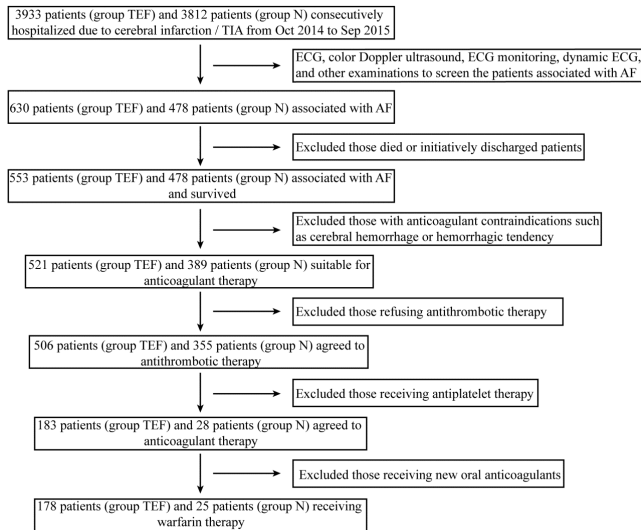 3933 patients (group TEF) and 3812 patients (group N) consecutively
hospitalized due to cerebral infarction / TIA from Oct 2014 to Sep 2015
ECG, color Doppler ultrasound, ECG monitoring, dynamic ECG,
and other examinations to screen the patients associated with AF
630 patients (group TEF) and 478 patients (group N) associated with AF
Excluded those died or initiatively discharged patients
553 patients (group TEF) and 478 patients (group N) associated with AF
and survived
Excluded those with anticoagulant contraindications such
as cerebral hemorrhage or hemorrhagic tendency
521 patients (group TEF) and 389 patients (group N) suitable for
anticoagulant therapy
Excluded those refusing antithrombotic therapy
506 patients (group TEF) and 355 patients (group N) agreed to
antithrombotic therapy
Excluded those receiving antiplatelet therapy
183 patients (group TEF) and 28 patients (group N) agreed to
anticoagulant therapy
Excluded those receiving new oral anticoagulants
178 patients (group TEF) and 25 patients (group N) receiving
warfarin therapy